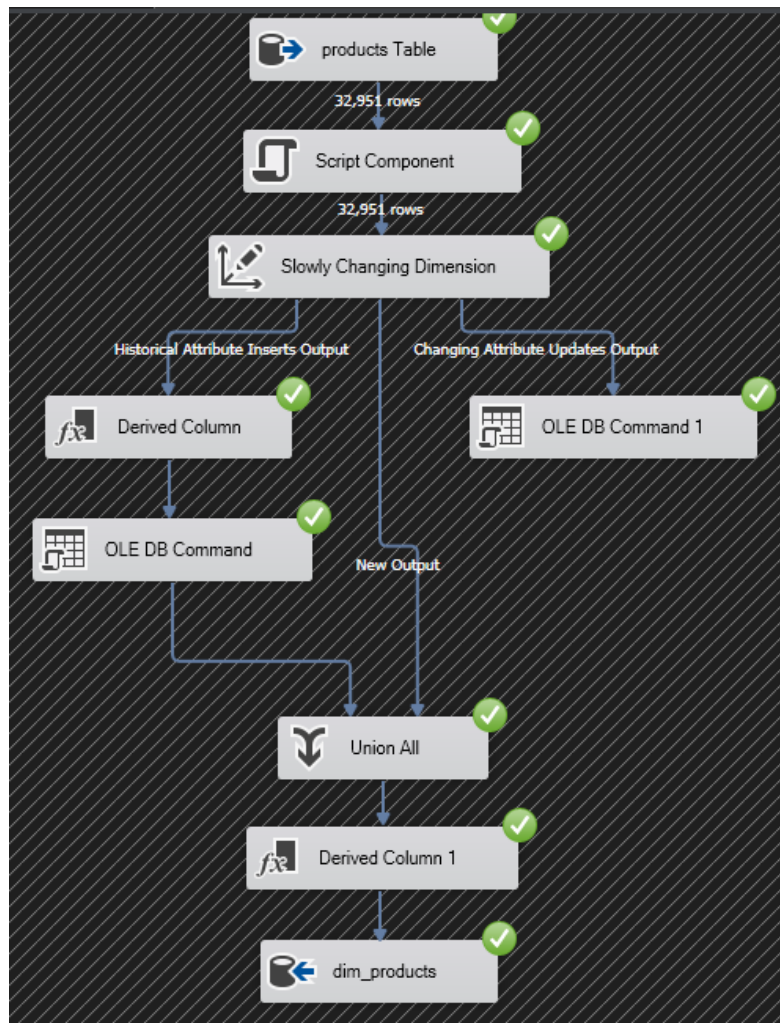 products Table
32,951 rows
Script Component
32,951 rows
Slowly Changing Dimension
Historical Attribute Inserts Output
Changing Attribute Updates Output
fx Derived Column
OLE DB Command 1
OLE DB Command
New Output
Union All
fx Derived Column 1
dim_products